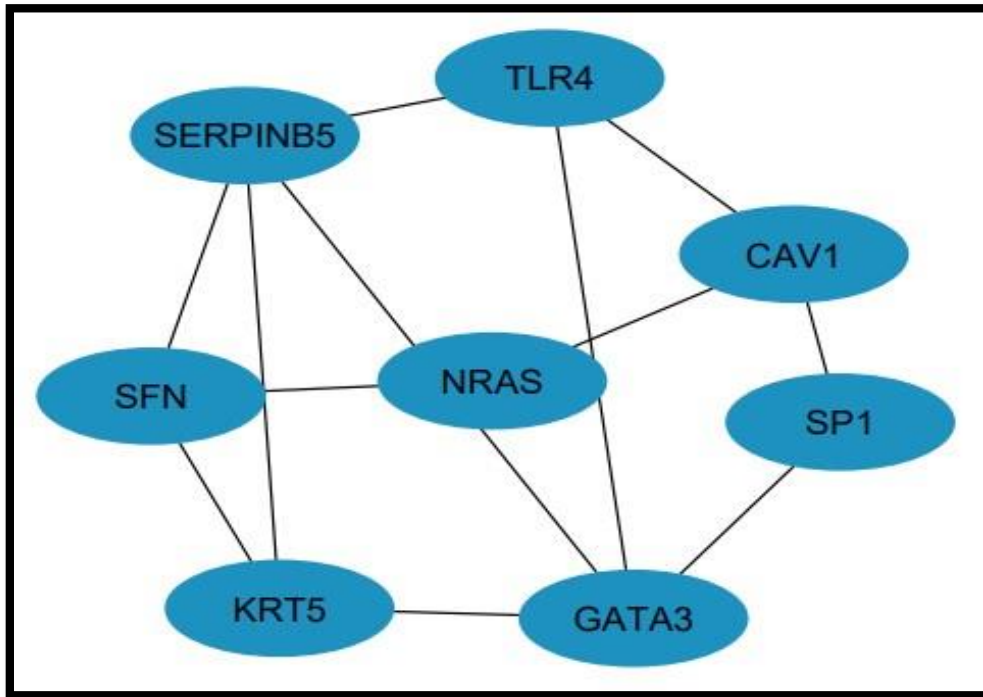 TLR4
SERPINB5
CAV1
NRAS
SFN
SP1
KRT5
GATA3